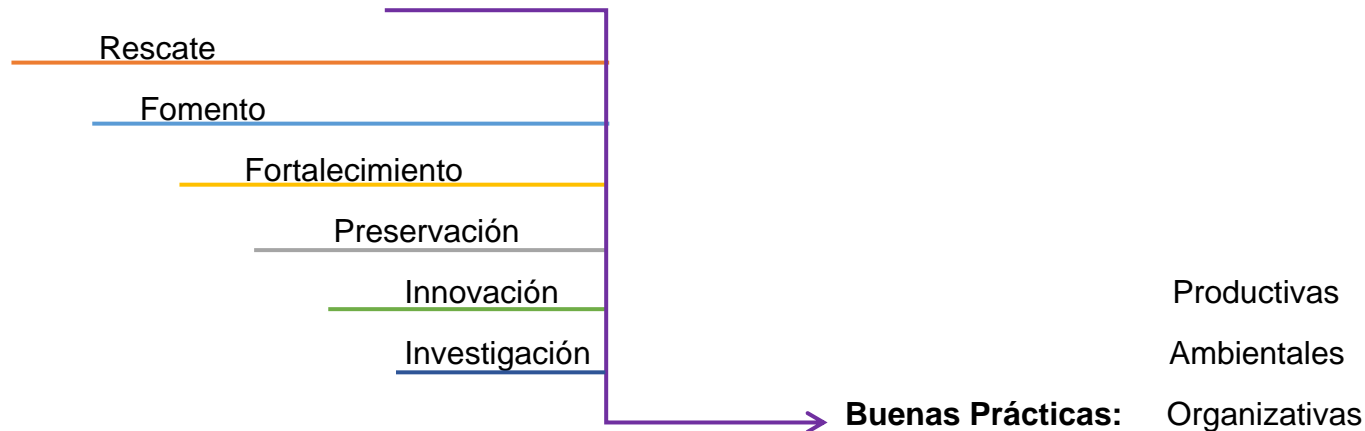 Rescate
Fomento
Fortalecimiento
Preservación
Innovación
Productivas
Investigación
Ambientales
Buenas Prácticas: Organizativas